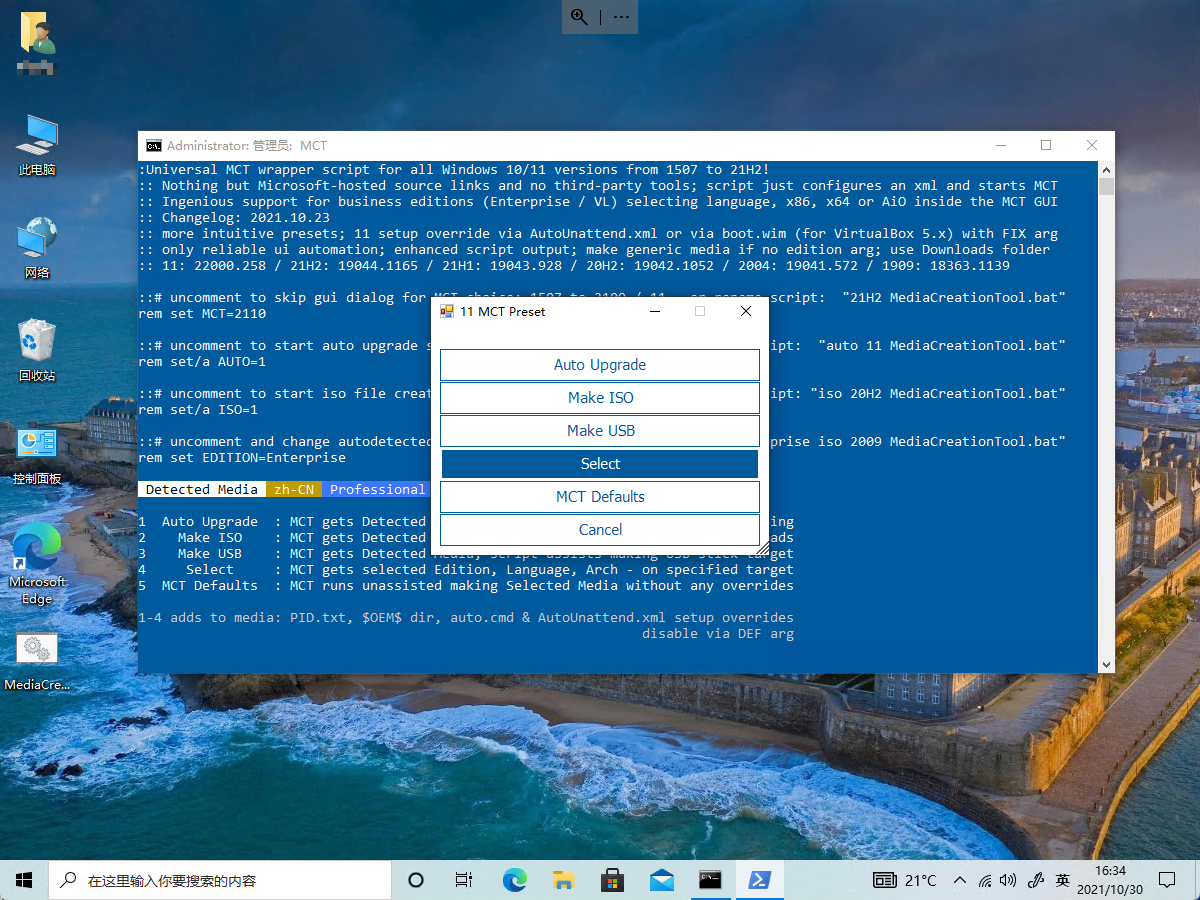 此电脑
网络
回收站
控制面板
Microsoft
Edge
MediaCre...
Administrator: 管理员: MCT
:Universal MCT wrapper script for all Windows 10/11 versions from 1507 to 21H2!
:: Nothing but Microsoft-hosted source links and no third-party tools; script just configures an xml and starts MCT
:: Ingenious support for business editions (Enterprise / VL) selecting language, x86, x64 or AiO inside the MCT GUI
:: Changelog: 2021.10.23
:: more intuitive presets; 11 setup override via AutoUnattend.xml or via boot.wim (for VirtualBox 5.x) with FIX arg
:: only reliable ui automation; enhanced script output; make generic media if no edition arg; use Downloads folder
:: 11: 22000.258 / 21H2: 19044.1165 / 21H1: 19043.928 / 20H2: 19042.1052 / 2004: 19041.572 / 1909: 18363.1139
::# uncomment to skip gui dialog for script: "21H2 MediaCreationTool.bat"
rem set MCT=2110
::# uncomment to start auto upgrade s ipt: "auto 11 MediaCreationTool.bat"
rem set/a AUTO=1
::# uncomment to start iso file creat ipt: "iso 20H2 MediaCreationTool.bat"
rem set/a ISO=1
::# uncomment and change autodetected prise iso 2009 MediaCreationTool.bat"
rem set EDITION=Enterprise
Detected Media zh-CN Professional
1 Auto Upgrade : MCT gets Detected ing
2 Make ISO : MCT gets Detected ads
3 Make USB : MCT gets Detected Media, script assists making USB stick target
4 Select : MCT gets selected Edition, Language, Arch - on specified target
5 MCT Defaults : MCT runs unassisted making Selected Media without any overrides
1-4 adds to media: PID.txt, $OEM$ dir, auto.cmd & AutoUnattend.xml setup overrides
disable via DEF arg
11 MCT Preset
Auto Upgrade
Make ISO
Make USB
Select
MCT Defaults
Cancel
在这里输入你要搜索的内容
21°C
英
16:34
2021/10/30